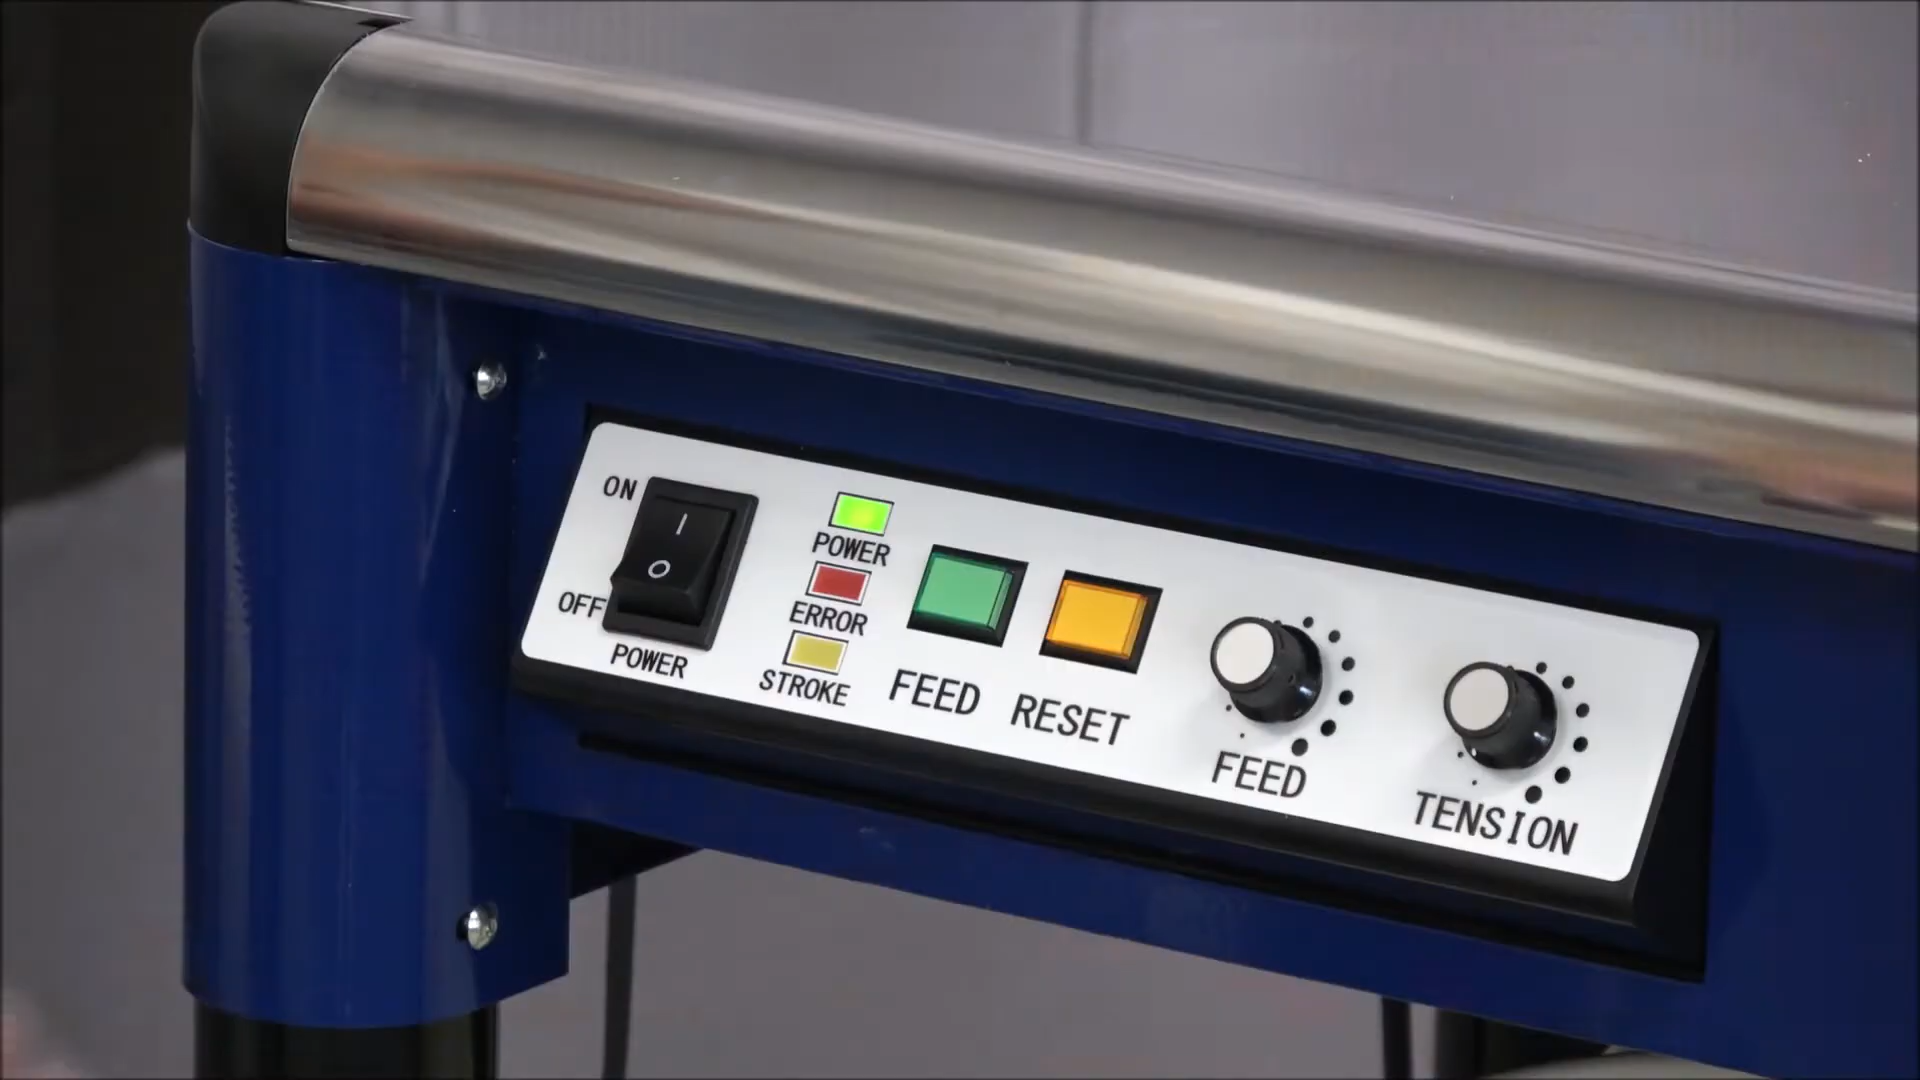 ON
I
O
OFF
POWER
POWER
ERROR
STROKE
FEED
RESET
FEED
TENSION